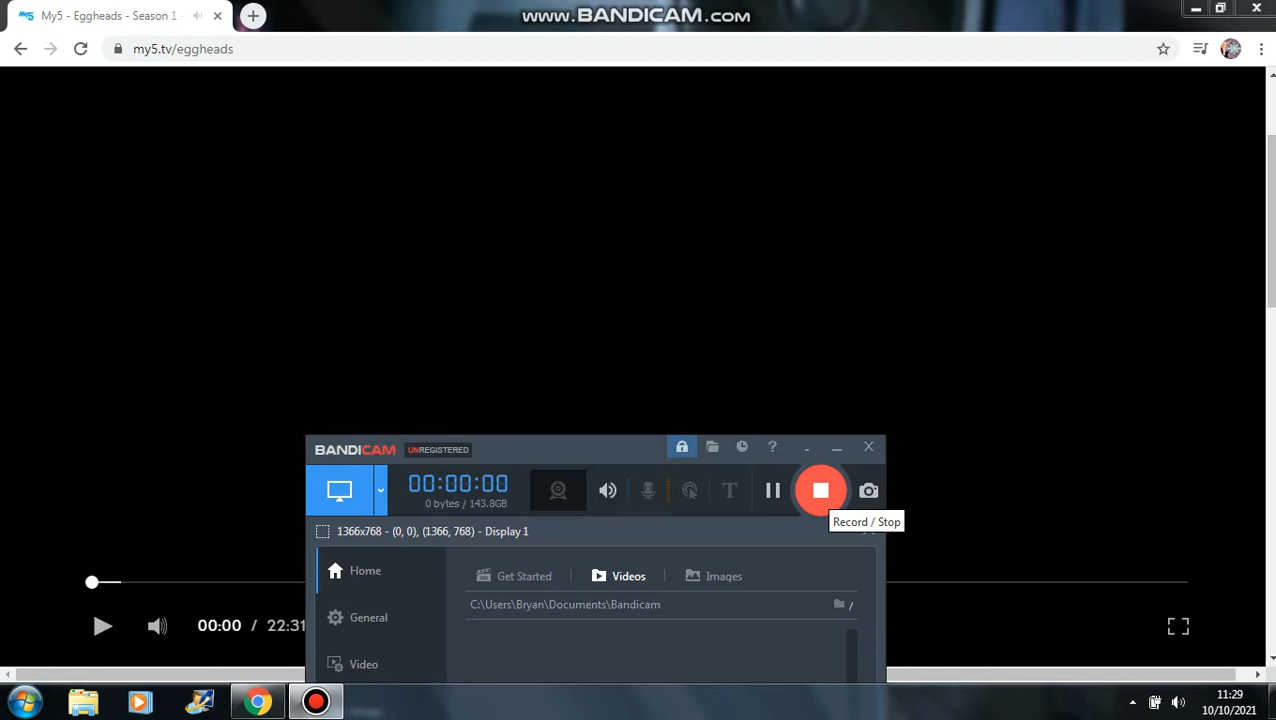 My5 - Eggheads - Season 1
www.BANDICAM.com
my5.tv/eggheads
BANDICAM UNREGISTERED
00:00:00
0 bytes / 143.8GB
Record / Stop
1366x768 - (0, 0), (1366, 768) - Display 1
Home
Get Started
Videos
Images
C:\Users\Bryan\Documents\Bandicam
General
00:00 / 22:31
Video
11:29
10/10/2021